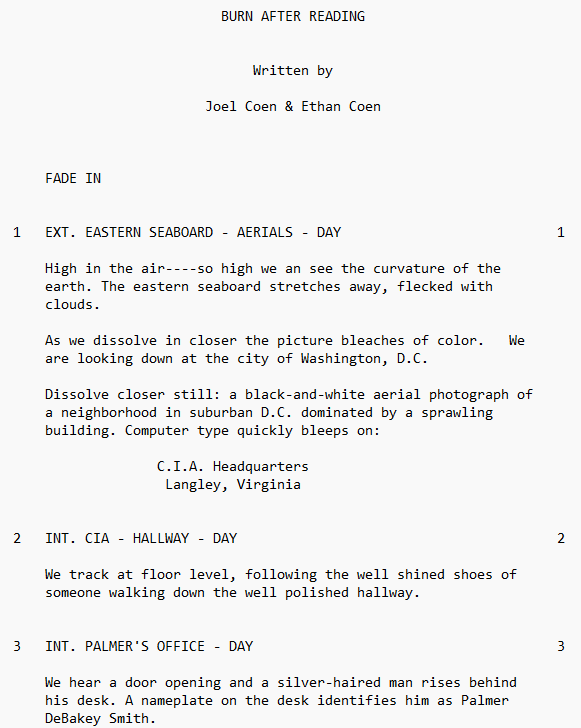 BURN AFTER READING
Written by
Joel Coen & Ethan Coen
FADE IN
1 EXT. EASTERN SEABOARD - AERIALS - DAY 1
High in the air----so high we an see the curvature of the
earth. The eastern seaboard stretches away, flecked with
clouds.
As we dissolve in closer the picture bleaches of color. We
are looking down at the city of Washington, D.C.
Dissolve closer still: a black-and-white aerial photograph of
a neighborhood in suburban D.C. dominated by a sprawling
building. Computer type quickly bleeps on:
C.I.A. Headquarters
Langley, Virginia
2 INT. CIA - HALLWAY - DAY 2
We track at floor level, following the well shined shoes of
someone walking down the well polished hallway.
3 INT. PALMER'S OFFICE - DAY 3
We hear a door opening and a silver-haired man rises behind
his desk. A nameplate on the desk identifies him as Palmer
DeBakey Smith.